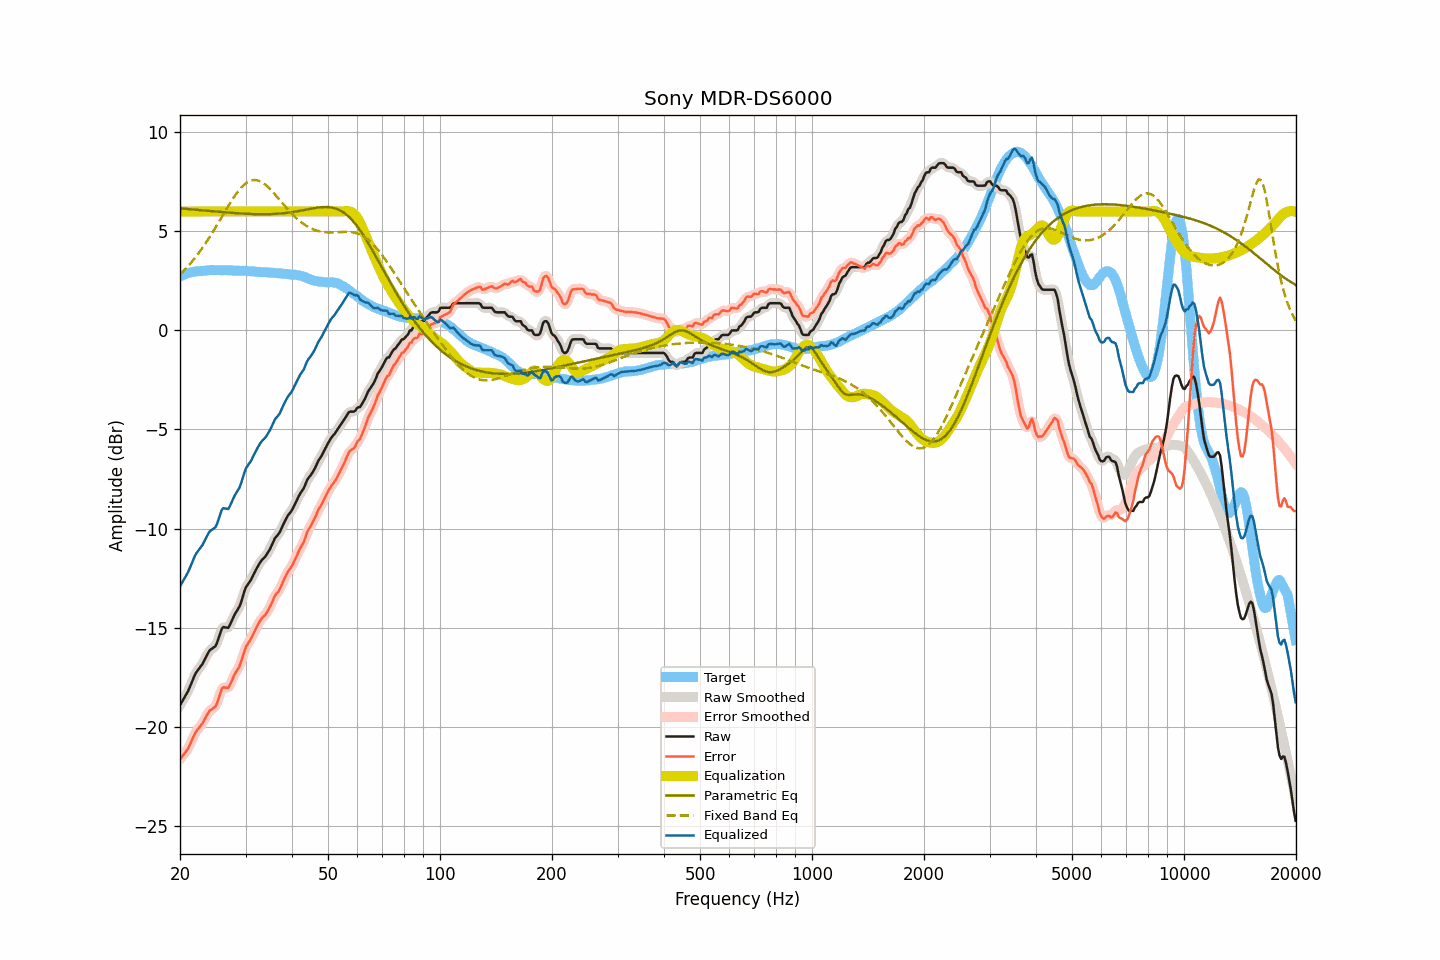 Sony MDR-DS6000
10
5
0
−5
−10
−15
−20
−25
Amplitude (dBr)
Target
Raw Smoothed
Error Smoothed
Raw
Error
Equalization
Parametric Eq
Fixed Band Eq
Equalized
20 50 100 200 500 1000 2000 5000 10000 20000
Frequency (Hz)